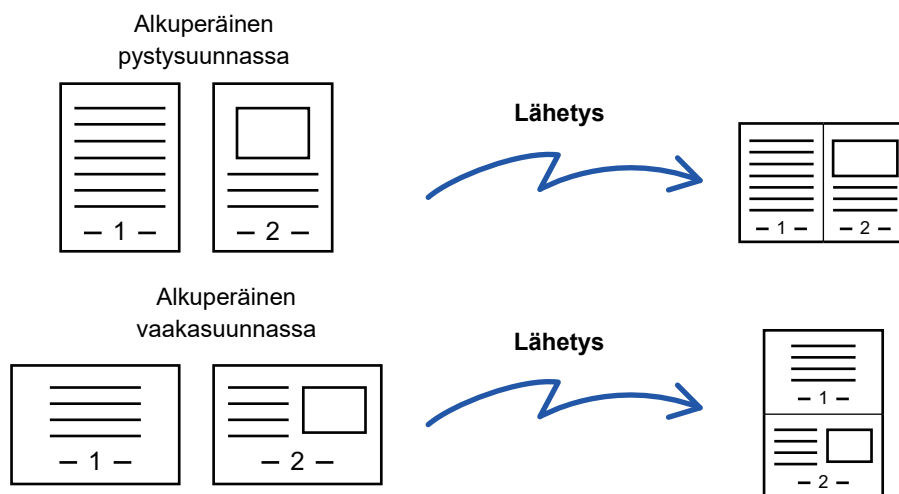 Alkuperäinen
pystysuunnassa
Lähetys
– 1 –
– 2 –
– 1 –
– 2 –
Alkuperäinen
vaakasuunnassa
Lähetys
– 1 –
– 2 –
– 1 –
– 2 –